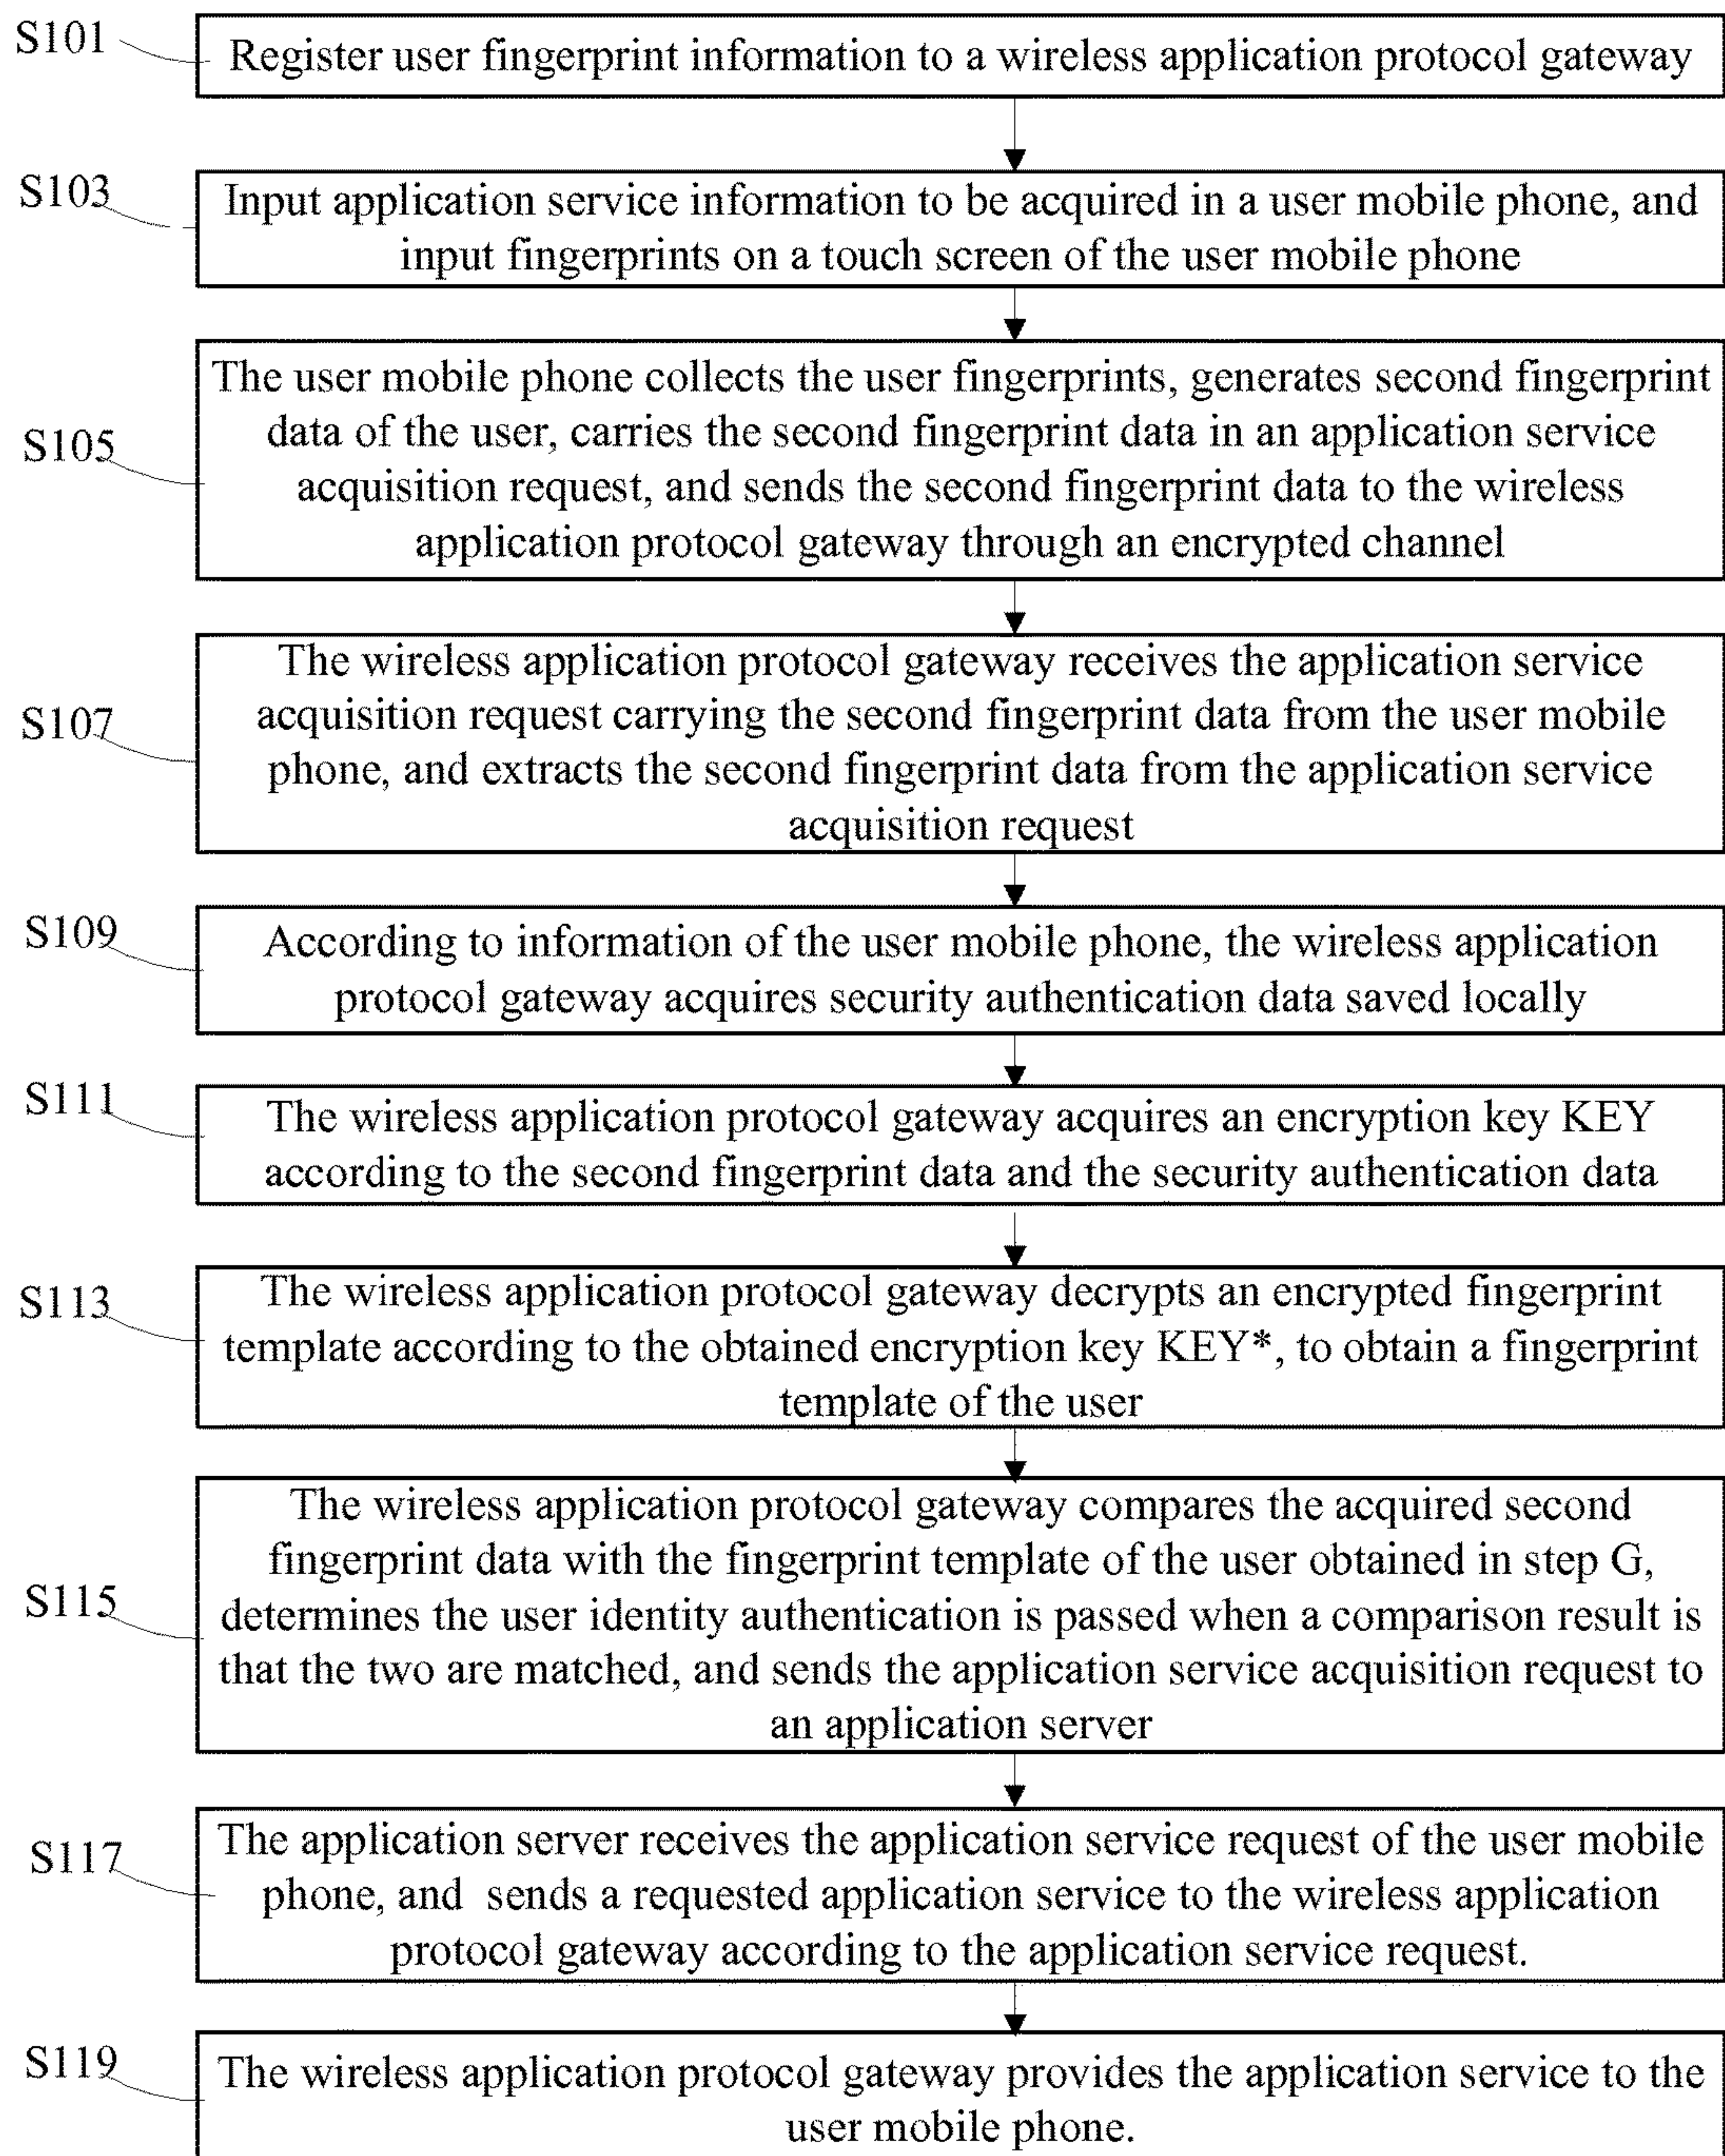 S101
Register user fingerprint information to a wireless application protocol gateway
S103
Input application service information to be acquired in a user mobile phone, and
input fingerprints on a touch screen of the user mobile phone
S105
The user mobile phone collects the user fingerprints, generates second fingerprint
data of the user, carries the second fingerprint data in an application service
acquisition request, and sends the second fingerprint data to the wireless
application protocol gateway through an encrypted channel
S107
The wireless application protocol gateway receives the application service
acquisition request carrying the second fingerprint data from the user mobile
phone, and extracts the second fingerprint data from the application service
acquisition request
S109
According to information of the user mobile phone, the wireless application
protocol gateway acquires security authentication data saved locally
S111
The wireless application protocol gateway acquires an encryption key KEY
according to the second fingerprint data and the security authentication data
S113
The wireless application protocol gateway decrypts an encrypted fingerprint
template according to the obtained encryption key KEY*, to obtain a fingerprint
template of the user
S115
The wireless application protocol gateway compares the acquired second
fingerprint data with the fingerprint template of the user obtained in step G,
determines the user identity authentication is passed when a comparison result is
that the two are matched, and sends the application service acquisition request to
an application server
S117
The application server receives the application service request of the user mobile
phone, and sends a requested application service to the wireless application
protocol gateway according to the application service request.
S119
The wireless application protocol gateway provides the application service to the
user mobile phone.